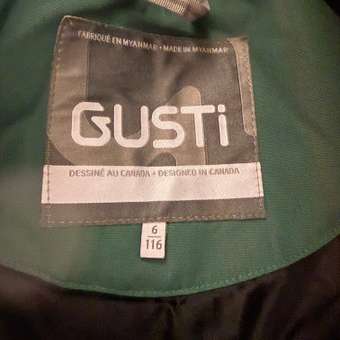 FABRIQUÉ EN MYANMAR • MADE IN MYANMAR
GUSTi
DESSINÉ AU CANADA • DESIGNED IN CANADA
6
116